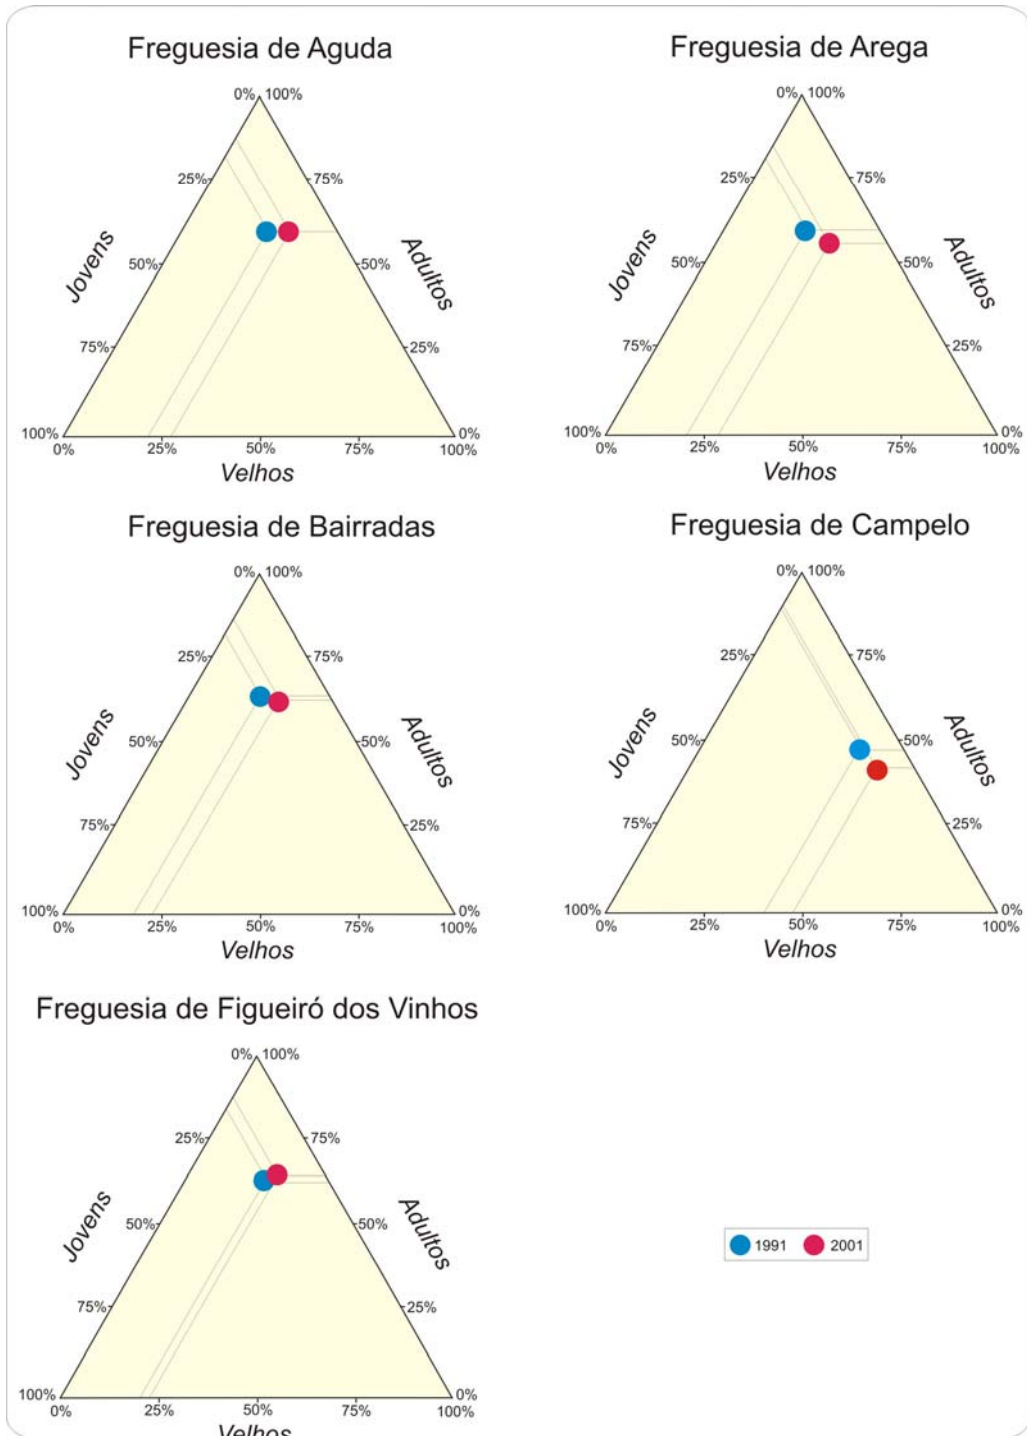 Freguesia de Aguda
0% 100%
25% 75%
Jovens
Adultos
50% 50%
75% 25%
100% 0%
0% 25% 50% 75% 100%
Velhos
Freguesia de Arega
0% 100%
25% 75%
Jovens
Adultos
50% 50%
75% 25%
100% 0%
0% 25% 50% 75% 100%
Velhos
Freguesia de Bairradas
0% 100%
25% 75%
Jovens
Adultos
50% 50%
75% 25%
100% 0%
0% 25% 50% 75% 100%
Velhos
Freguesia de Campelo
0% 100%
25% 75%
Jovens
Adultos
50% 50%
75% 25%
100% 0%
0% 25% 50% 75% 100%
Velhos
Freguesia de Figueiró dos Vinhos
0% 100%
25% 75%
Jovens
Adultos
50% 50%
75% 25%
100% 0%
0% 25% 50% 75% 100%
Velhos
1991 2001